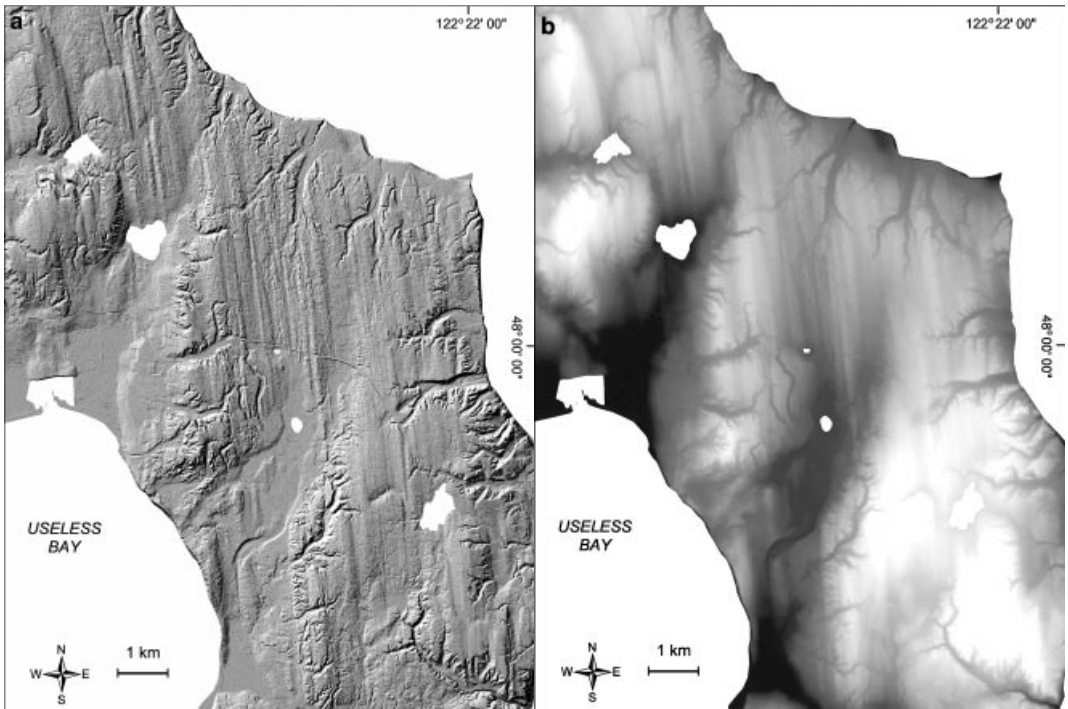 a
122° 22' 00"
48° 00' 00"
USELESS
BAY
N
W E
S
1 km
b
122° 22' 00"
48° 00' 00"
USELESS
BAY
N
W E
S
1 km